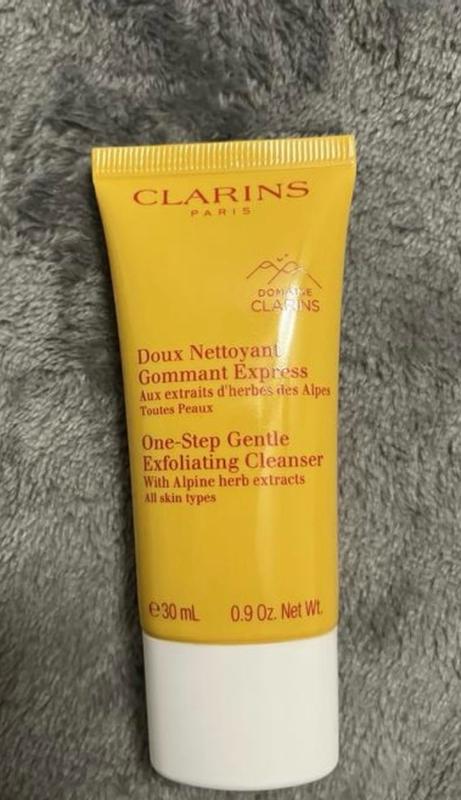 CLARINS
PARIS
DOMAINE
CLARINS
Doux Nettoyant
Gommant Express
Aux extraits d'herbes des Alpes
Toutes Peaux
One-Step Gentle
Exfoliating Cleanser
With Alpine herb extracts
All skin types
℮30 mL 0.9 Oz. Net Wt.